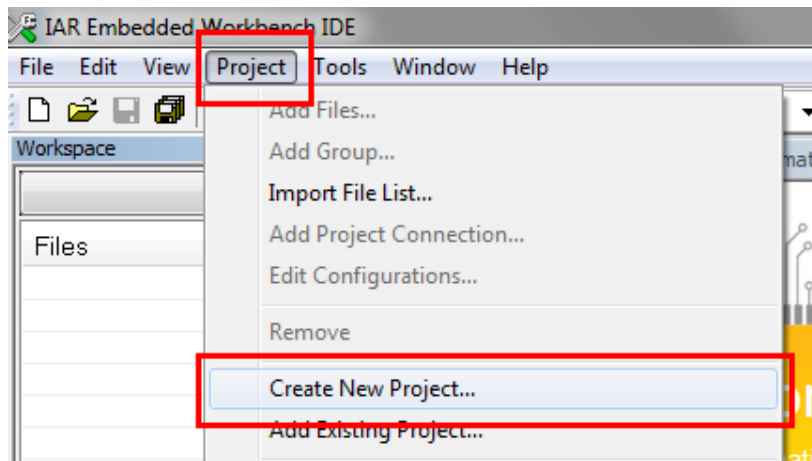 IAR Embedded Workbench IDE
File Edit View Project Tools Window Help
Add Files...
Workspace
Add Group...
Import File List...
Files
Add Project Connection...
Edit Configurations...
Remove
Create New Project...
Add Existing Project...